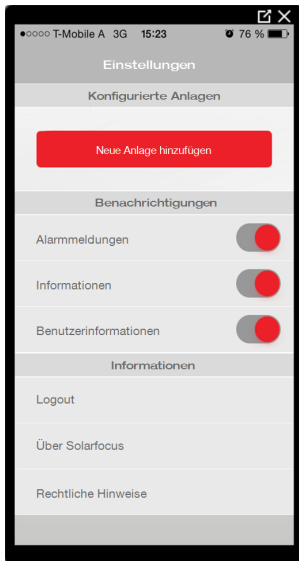 T-Mobile A 3G 15:23 76 %
Einstellungen
Konfigurierte Anlagen
Neue Anlage hinzufügen
Benachrichtigungen
Alarmmeldungen
Informationen
Benutzerinformationen
Informationen
Logout
Über Solarfocus
Rechtliche Hinweise